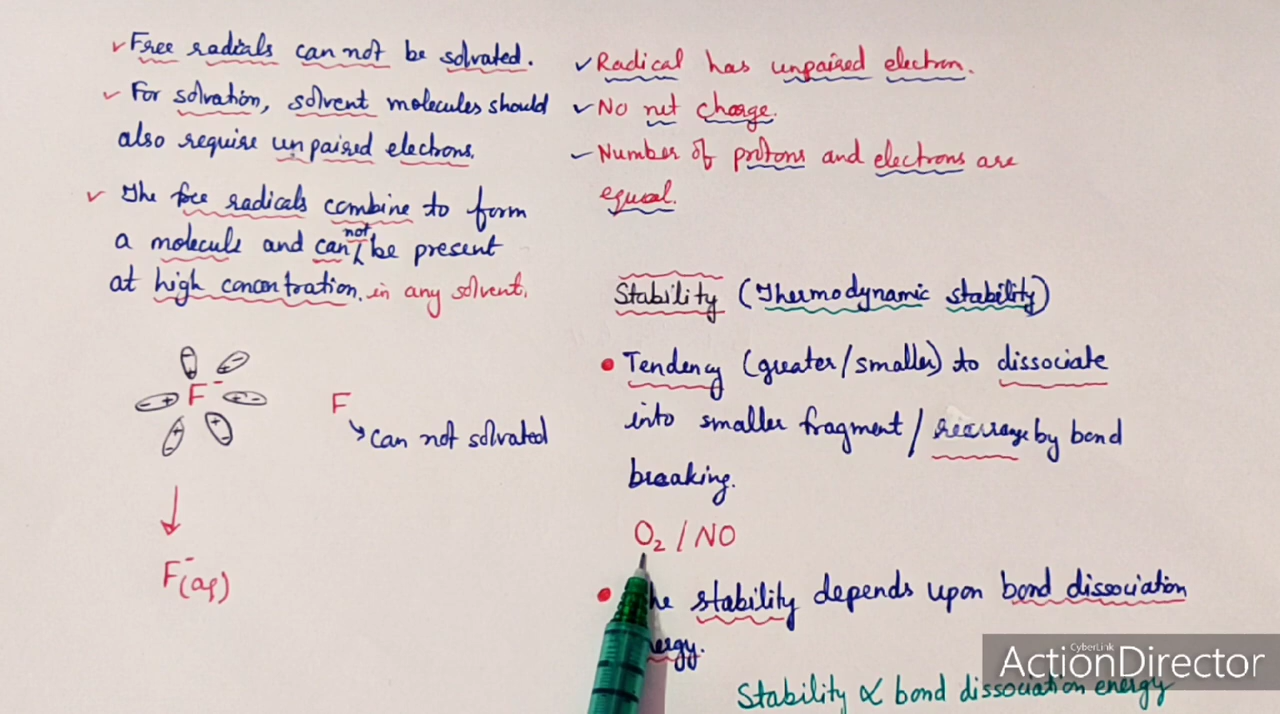 ✓ Free radials can not be solvated.
✓ For solvation, solvent molecules should
also require unpaired electrons.
✓ The free radicals combine to form
a molecule and can not be present
at high concentration. in any solvent.
F⁻
F
can not solvated
F⁻(aq)
✓ Radical has unpaired electron.
✓ No net charge.
✓ Number of protons and electrons are
equal.
Stability (Thermodynamic stability)
• Tendency (greater/smaller) to dissociate
into smaller fragment / rearrange by bond
breaking.
O₂ / NO
• he stability depends upon bond dissociation
ergy.
Stability ∝ bond dissociation energy
CyberLink
ActionDirector